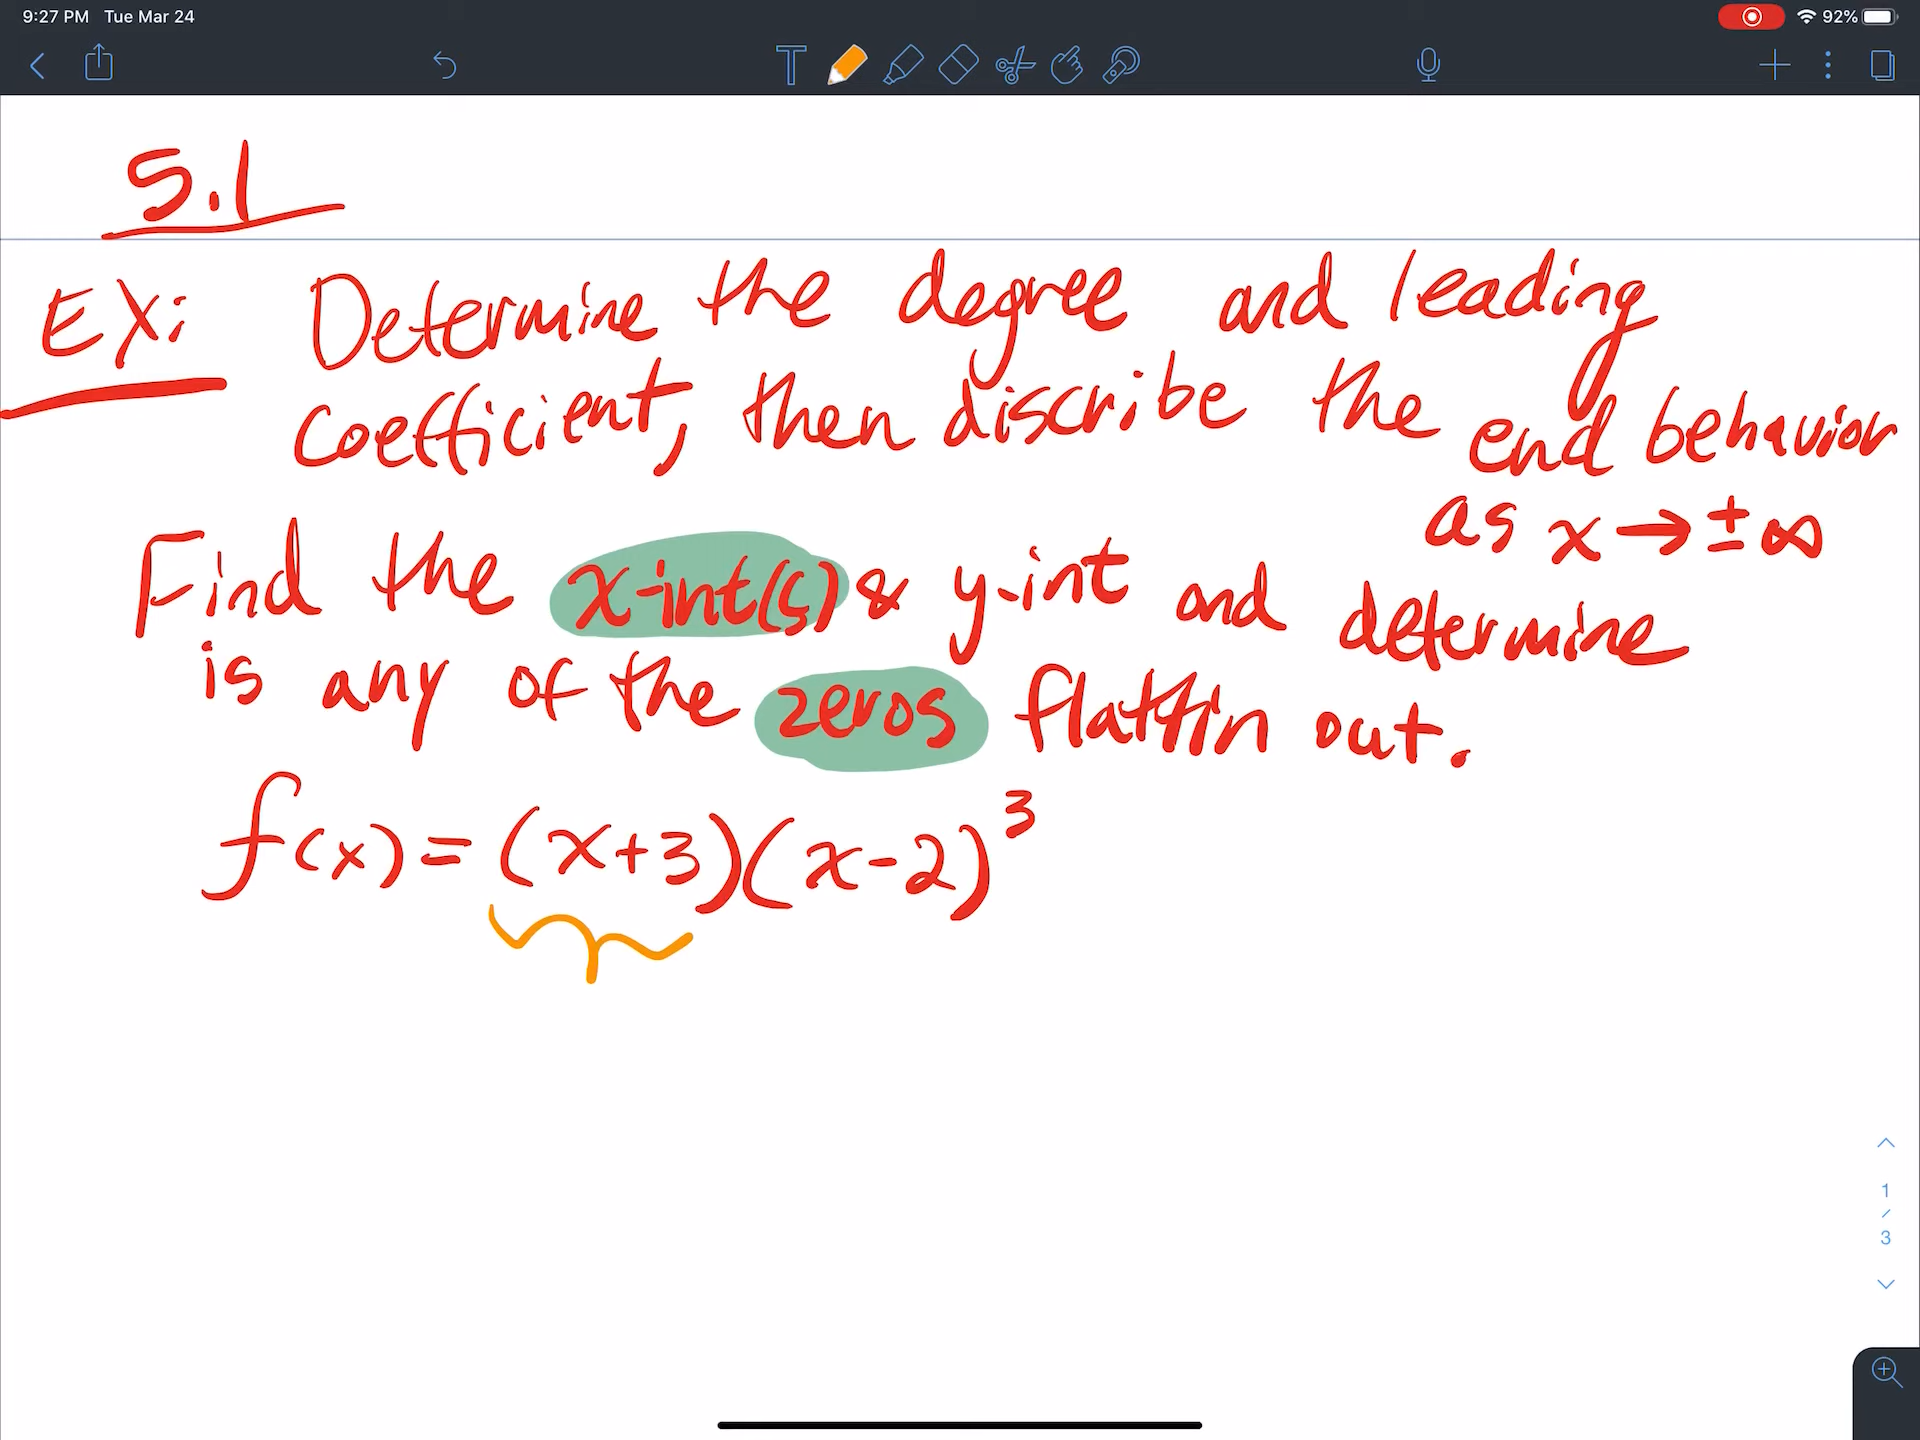 9:27 PM Tue Mar 24
92%
5.1
EX: Determine the degree and leading
coefficient, then discribe the end behavior
as x → ± ∞
Find the x-int(s) & y-int and determine
is any of the zeros flattin out.
f(x) = (x+3)(x-2)³
1
/
3